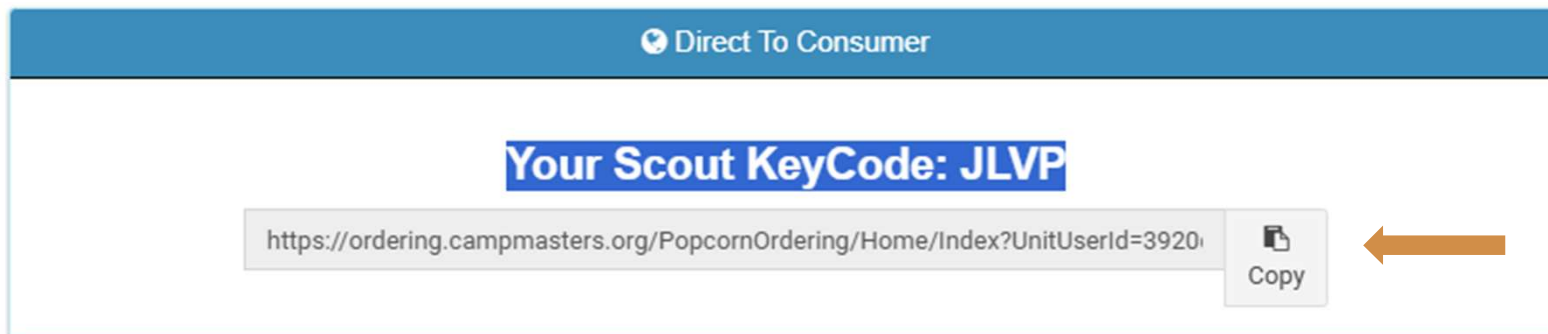 Direct To Consumer
Your Scout KeyCode: JLVP
https://ordering.campmasters.org/PopcornOrdering/Home/Index?UnitUserId=3920
Copy